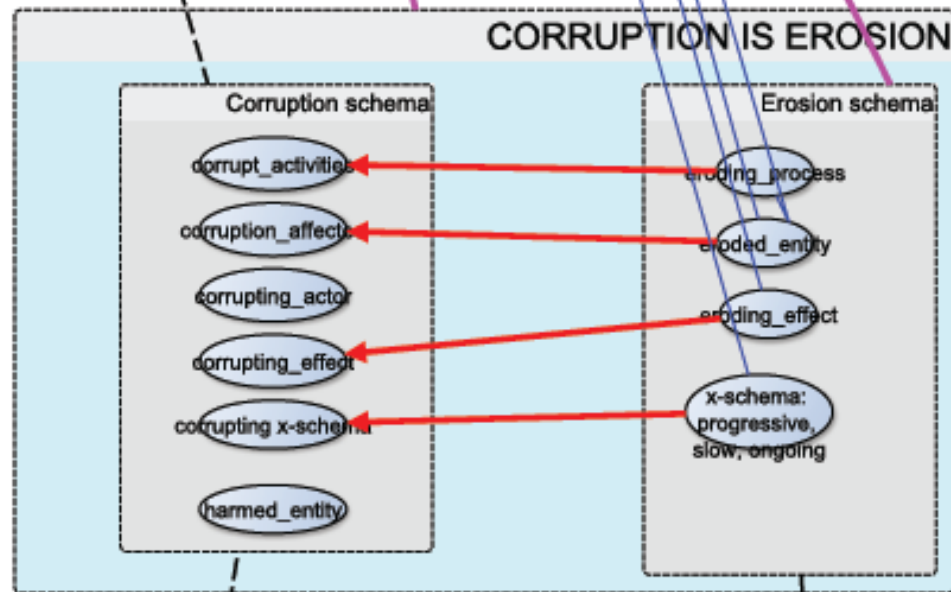 CORRUPTION IS EROSION
Corruption schema
corrupt_activities
corruption_affecte
corrupting_actor
corrupting_effect
corrupting x-schema
harmed_entity
Erosion schema
eroding_process
eroded_entity
eroding_effect
x-schema:
progressive,
slow, ongoing